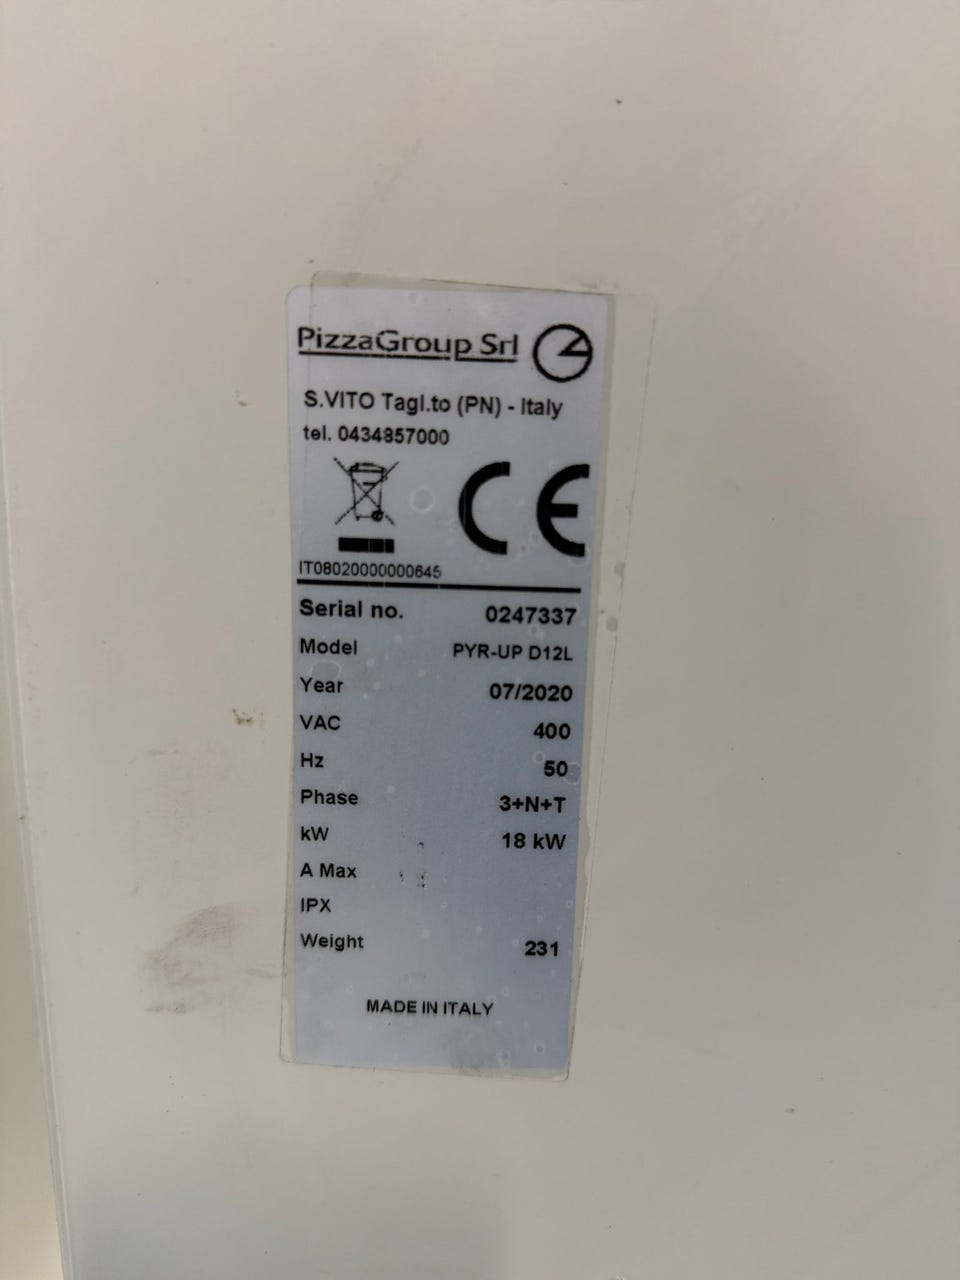 PizzaGroup Srl
S.VITO Tagl.to (PN) - Italy
tel. 0434857000
CE
IT08020000000645
Serial no. 0247337
Model PYR-UP D12L
Year 07/2020
VAC 400
Hz 50
Phase 3+N+T
kW 18 kW
A Max
IPX
Weight 231
MADE IN ITALY